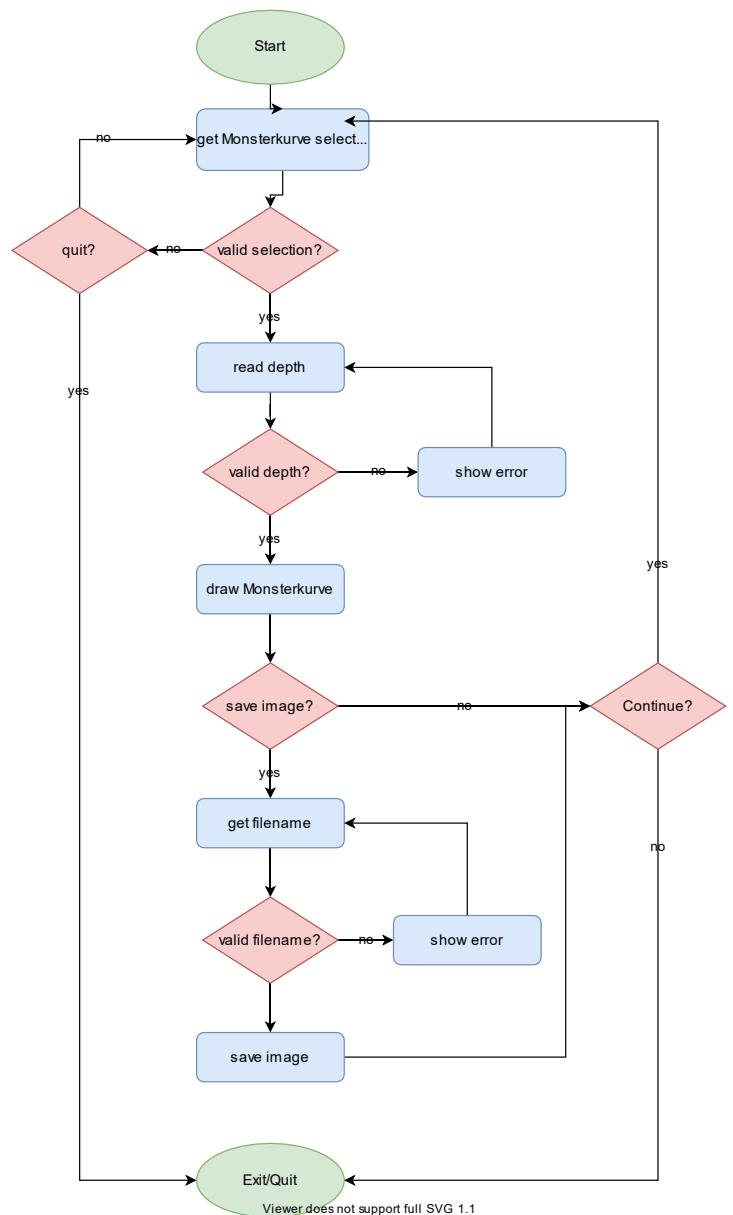 Start
get Monsterkurve select...
no
quit?
no
valid selection?
yes
read depth
yes
valid depth?
no
show error
yes
draw Monsterkurve
yes
save image?
no
Continue?
yes
get filename
no
valid filename?
no
show error
save image
Exit/Quit
Viewer does not support full SVG 1.1